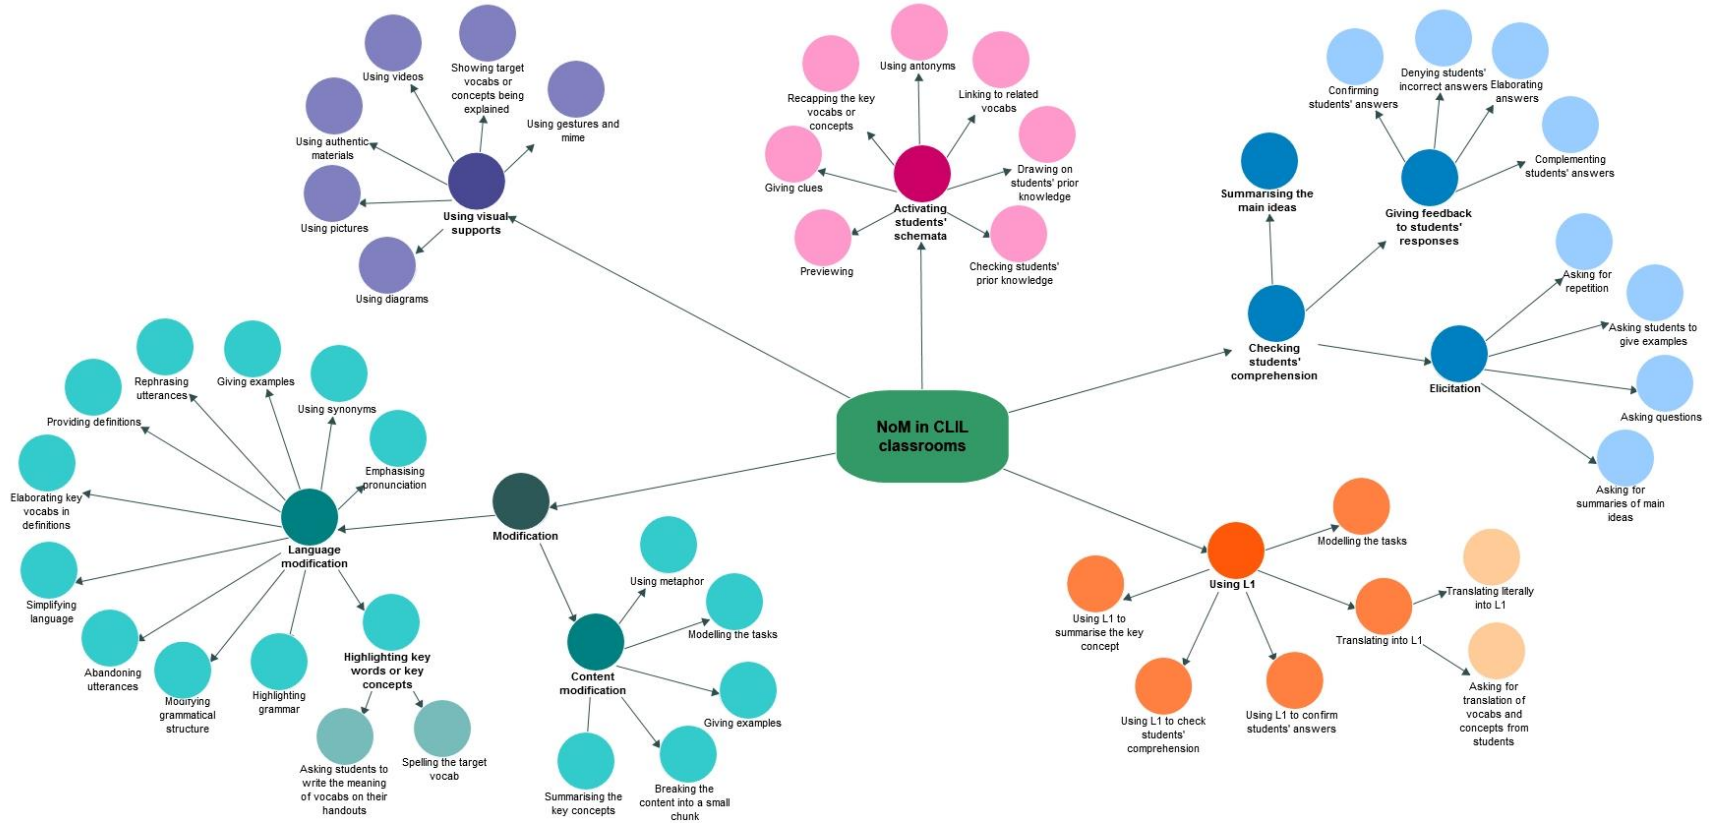 NoM in CLIL
classrooms
Using visual
supports
Using videos
Showing target
vocabs or
concepts being
explained
Using gestures and
mime
Using authentic
materials
Using pictures
Using diagrams
Activating
students'
schemata
Using antonyms
Recapping the key
vocabs or
concepts
Linking to related
vocabs
Giving clues
Drawing on
students' prior
knowledge
Previewing
Checking students'
prior knowledge
Checking
students'
comprehension
Summarising the
main ideas
Giving feedback
to students'
responses
Confirming
students' answers
Denying students'
incorrect answers
Elaborating
answers
Complementing
students' answers
Elicitation
Asking for
repetition
Asking students to
give examples
Asking questions
Asking for
summaries of main
ideas
Using L1
Modelling the tasks
Using L1 to
summarise the key
concept
Using L1 to check
students'
comprehension
Using L1 to confirm
students' answers
Translating into L1
Translating literally
into L1
Asking for
translation of
vocabs and
concepts from
students
Modification
Language
modification
Rephrasing
utterances
Giving examples
Using synonyms
Providing definitions
Emphasising
pronunciation
Elaborating key
vocabs in
definitions
Simplifying
language
Abandoning
utterances
Modifying
grammatical
structure
Highlighting
grammar
Highlighting key
words or key
concepts
Asking students to
write the meaning
of vocabs on their
handouts
Spelling the target
vocab
Content
modification
Using metaphor
Modelling the tasks
Giving examples
Breaking the
content into a small
chunk
Summarising the
key concepts